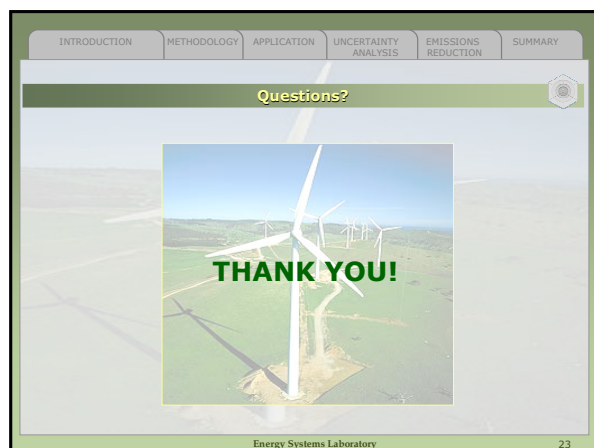 INTRODUCTION
METHODOLOGY
APPLICATION
UNCERTAINTY
ANALYSIS
EMISSIONS
REDUCTION
SUMMARY
Questions?
THANK YOU!
Energy Systems Laboratory
23